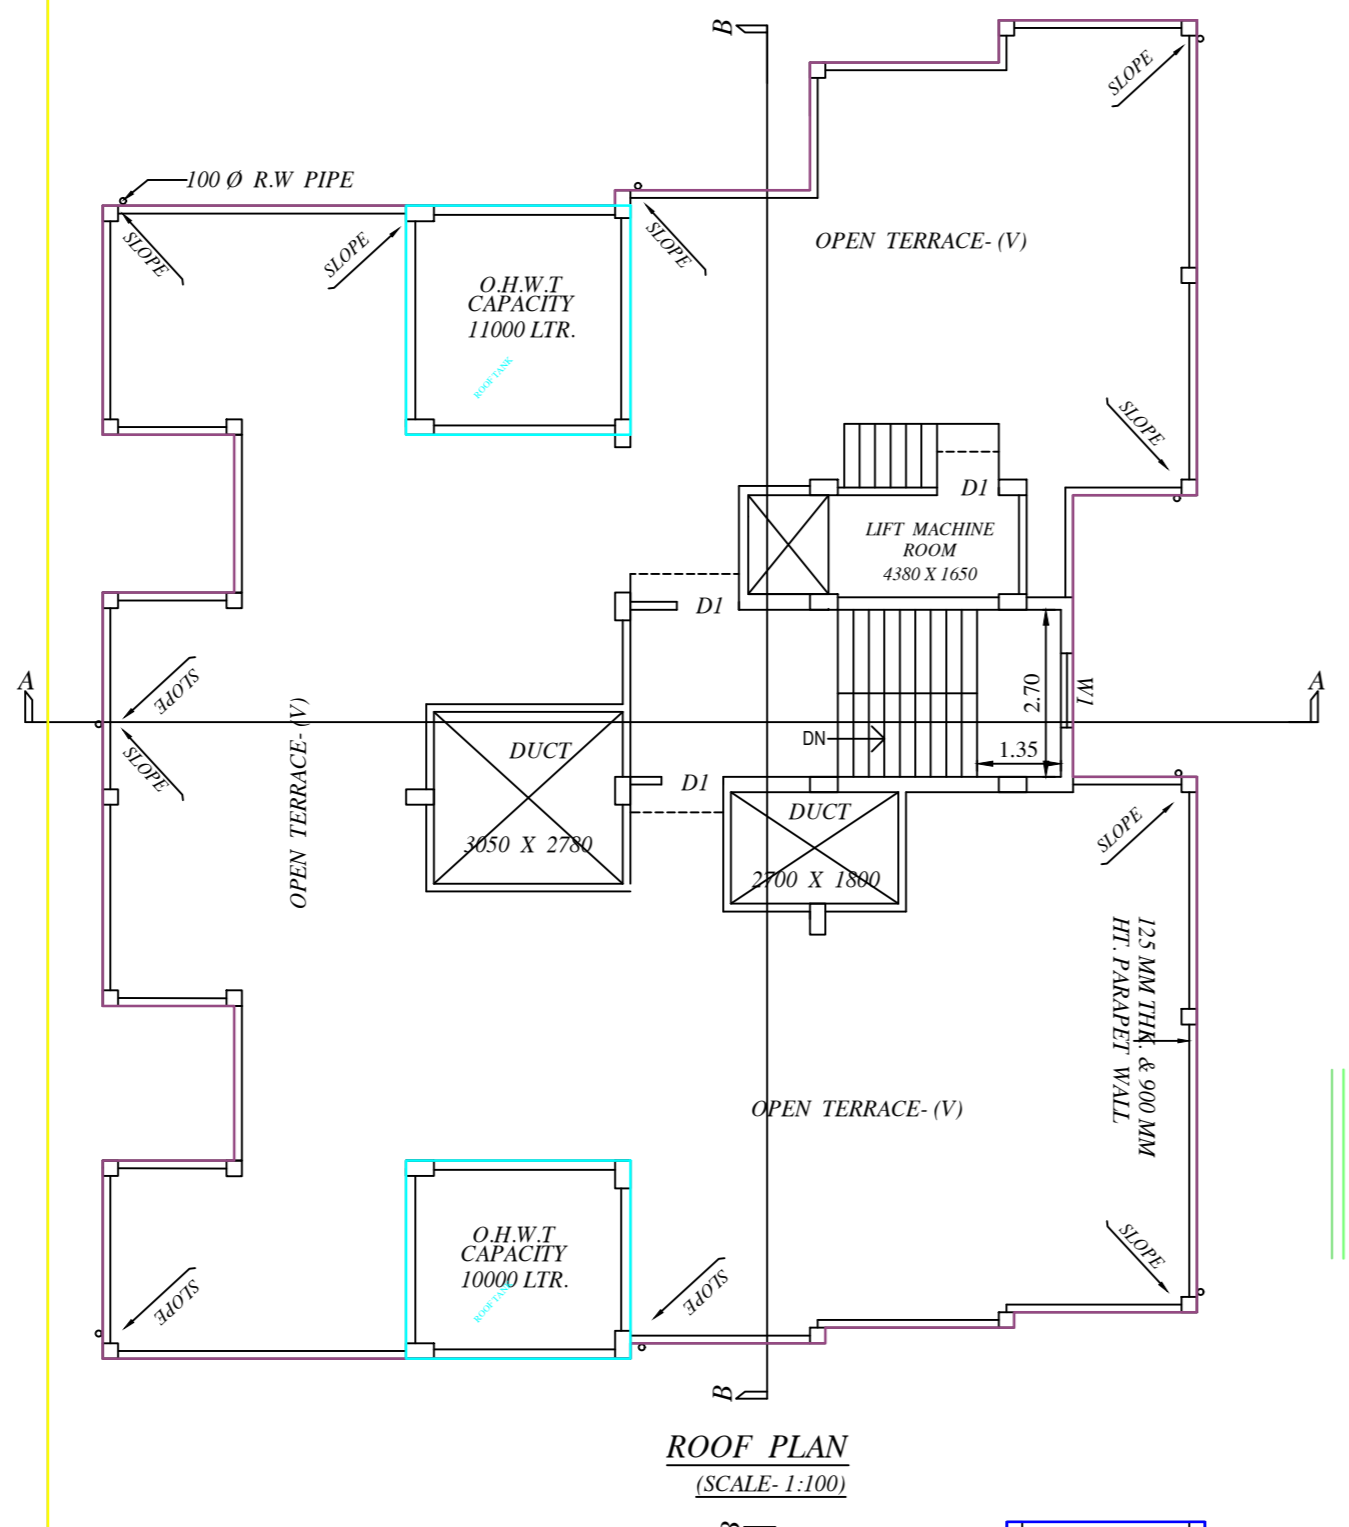 B
SLOPE
100 Ø R.W PIPE
SLOPE
SLOPE
SLOPE
OPEN TERRACE- (V)
O.H.W.T
CAPACITY
11000 LTR.
ROOFTANK
SLOPE
D1
LIFT MACHINE
ROOM
4380 X 1650
D1
A
SLOPE
2.70
W1
A
OPEN TERRACE- (V)
SLOPE
DUCT
3050 X 2780
D1
DN
1.35
DUCT
2700 X 1800
SLOPE
125 MM THK. & 900 MM
HT. PARAPET WALL
OPEN TERRACE- (V)
O.H.W.T
CAPACITY
10000 LTR.
ROOFTANK
SLOPE
SLOPE
SLOPE
B
ROOF PLAN
(SCALE- 1:100)
B